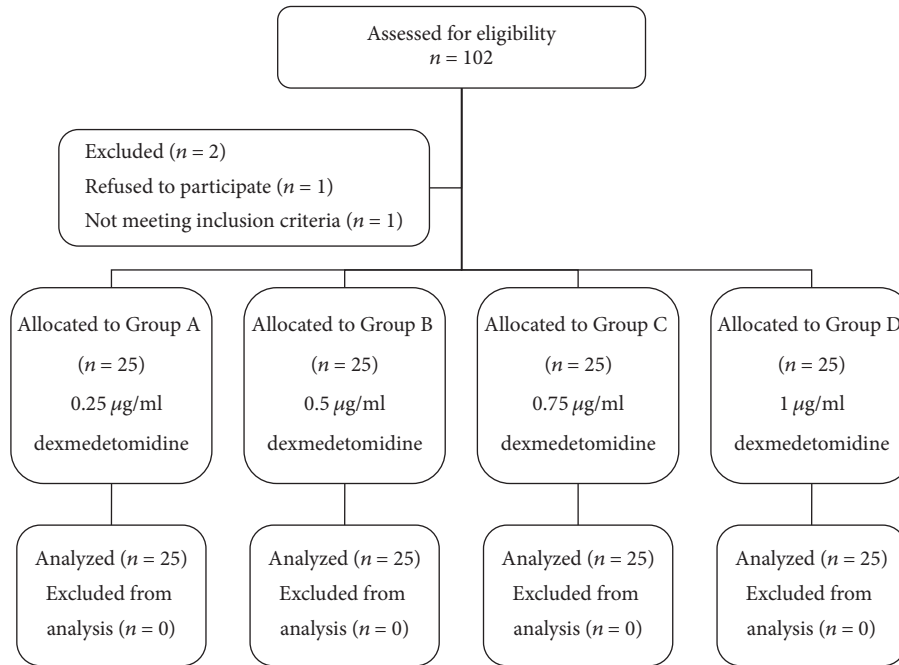 Assessed for eligibility
n = 102
Excluded (n = 2)
Refused to participate (n = 1)
Not meeting inclusion criteria (n = 1)
Allocated to Group A
(n = 25)
0.25 µg/ml
dexmedetomidine
Allocated to Group B
(n = 25)
0.5 µg/ml
dexmedetomidine
Allocated to Group C
(n = 25)
0.75 µg/ml
dexmedetomidine
Allocated to Group D
(n = 25)
1 µg/ml
dexmedetomidine
Analyzed (n = 25)
Excluded from
analysis (n = 0)
Analyzed (n = 25)
Excluded from
analysis (n = 0)
Analyzed (n = 25)
Excluded from
analysis (n = 0)
Analyzed (n = 25)
Excluded from
analysis (n = 0)